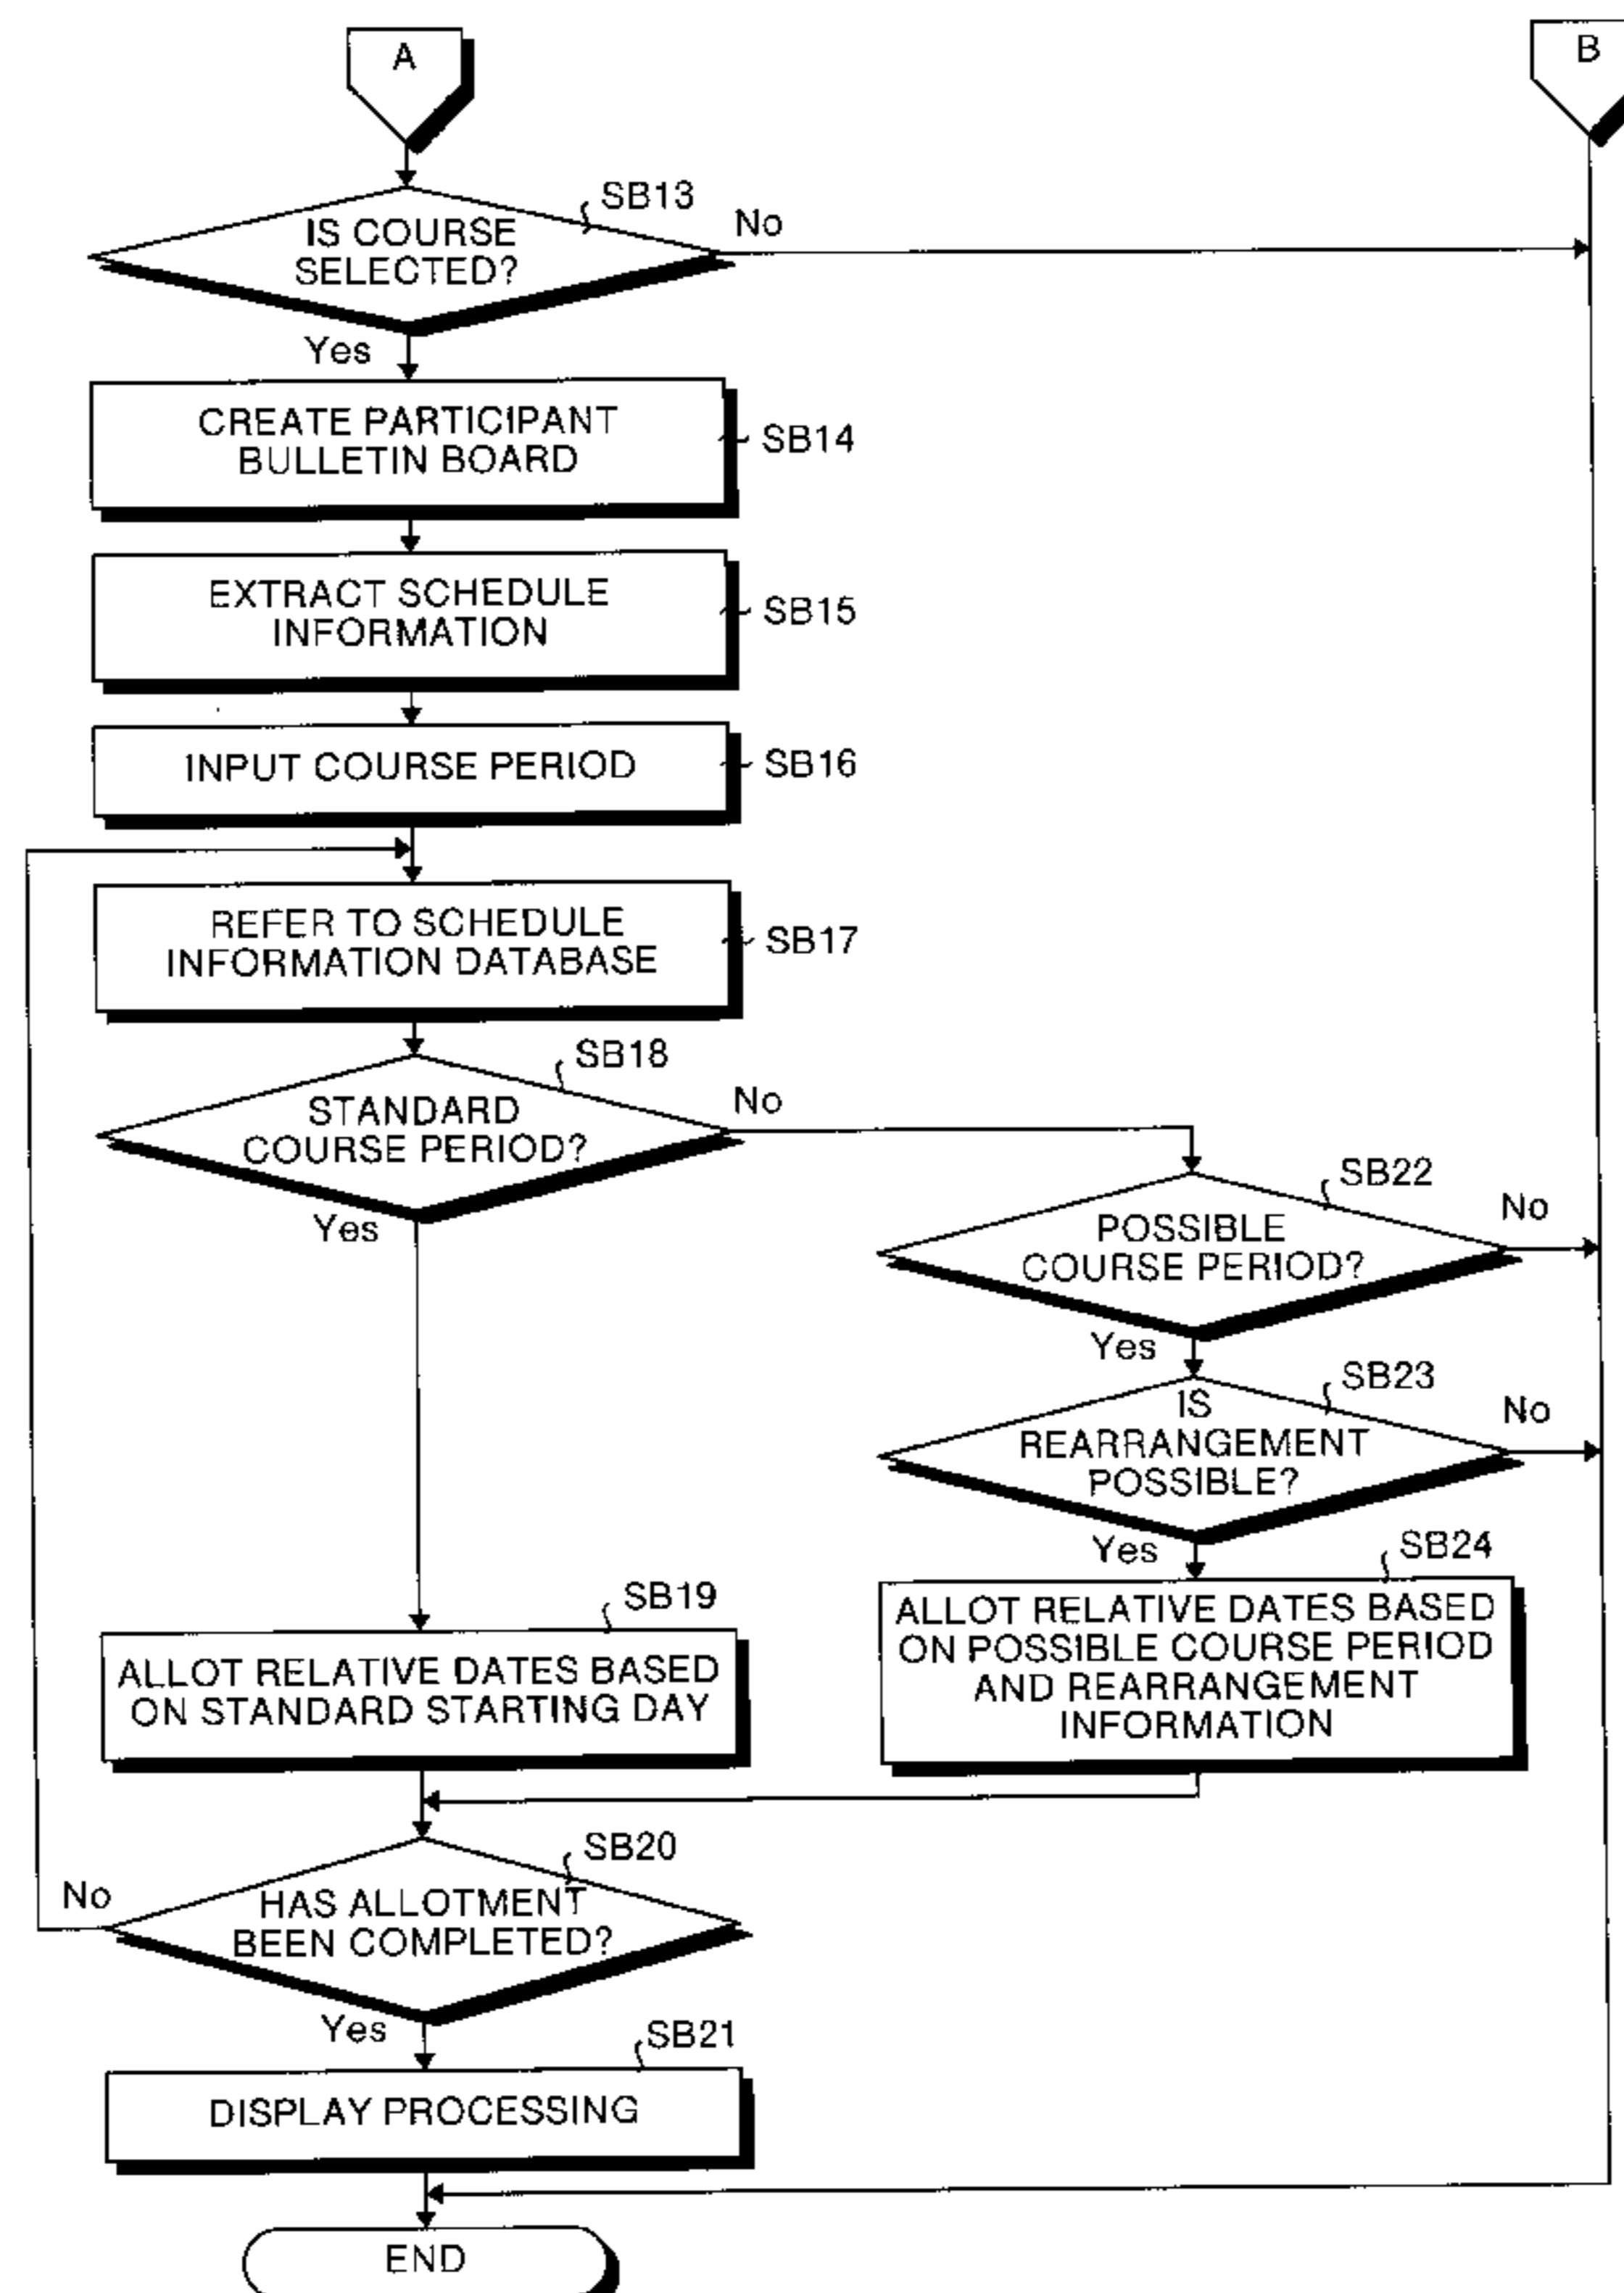 A
B
SB13
IS COURSE
SELECTED?
No
Yes
CREATE PARTICIPANT
BULLETIN BOARD
SB14
EXTRACT SCHEDULE
INFORMATION
SB15
INPUT COURSE PERIOD
SB16
REFER TO SCHEDULE
INFORMATION DATABASE
SB17
SB18
STANDARD
COURSE PERIOD?
No
Yes
SB22
POSSIBLE
COURSE PERIOD?
No
Yes
SB23
IS
REARRANGEMENT
POSSIBLE?
No
Yes
SB24
ALLOT RELATIVE DATES BASED
ON POSSIBLE COURSE PERIOD
AND REARRANGEMENT
INFORMATION
SB19
ALLOT RELATIVE DATES BASED
ON STANDARD STARTING DAY
SB20
HAS ALLOTMENT
BEEN COMPLETED?
No
Yes
SB21
DISPLAY PROCESSING
END